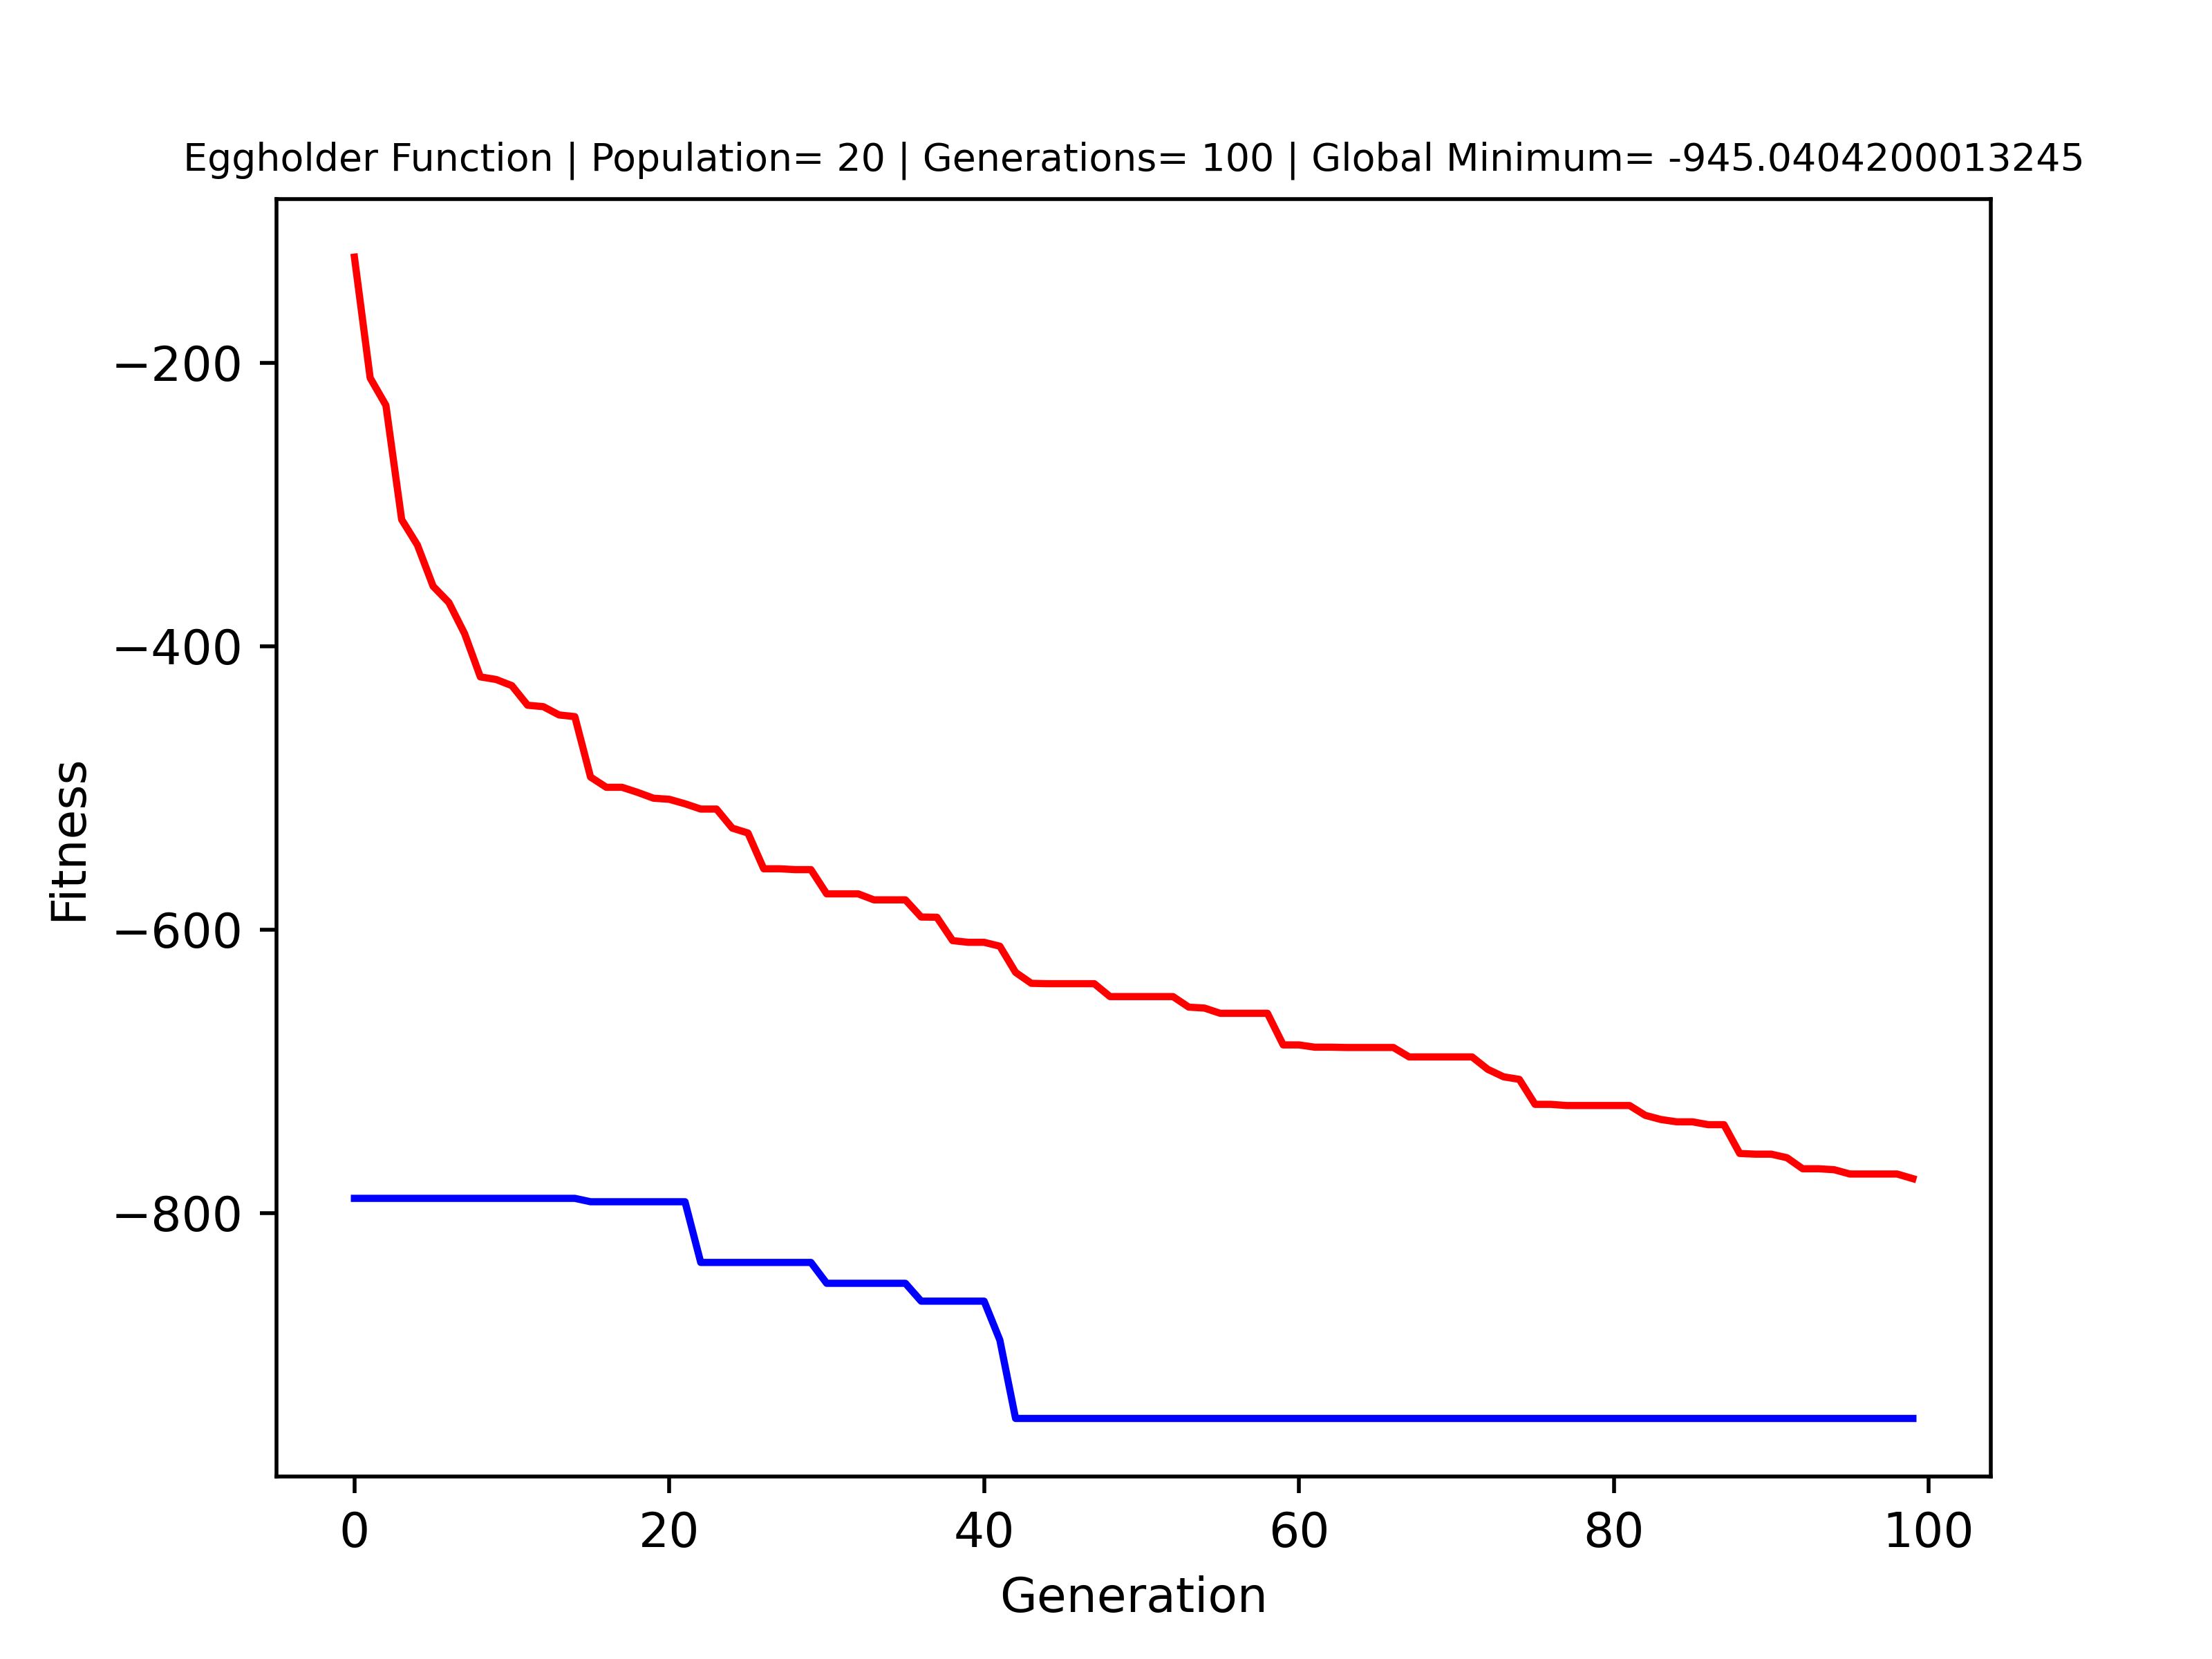 Eggholder Function | Population= 20 | Generations= 100 | Global Minimum= -945.0404200013245
−200
−400
−600
−800
Fitness
0 20 40 60 80 100
Generation